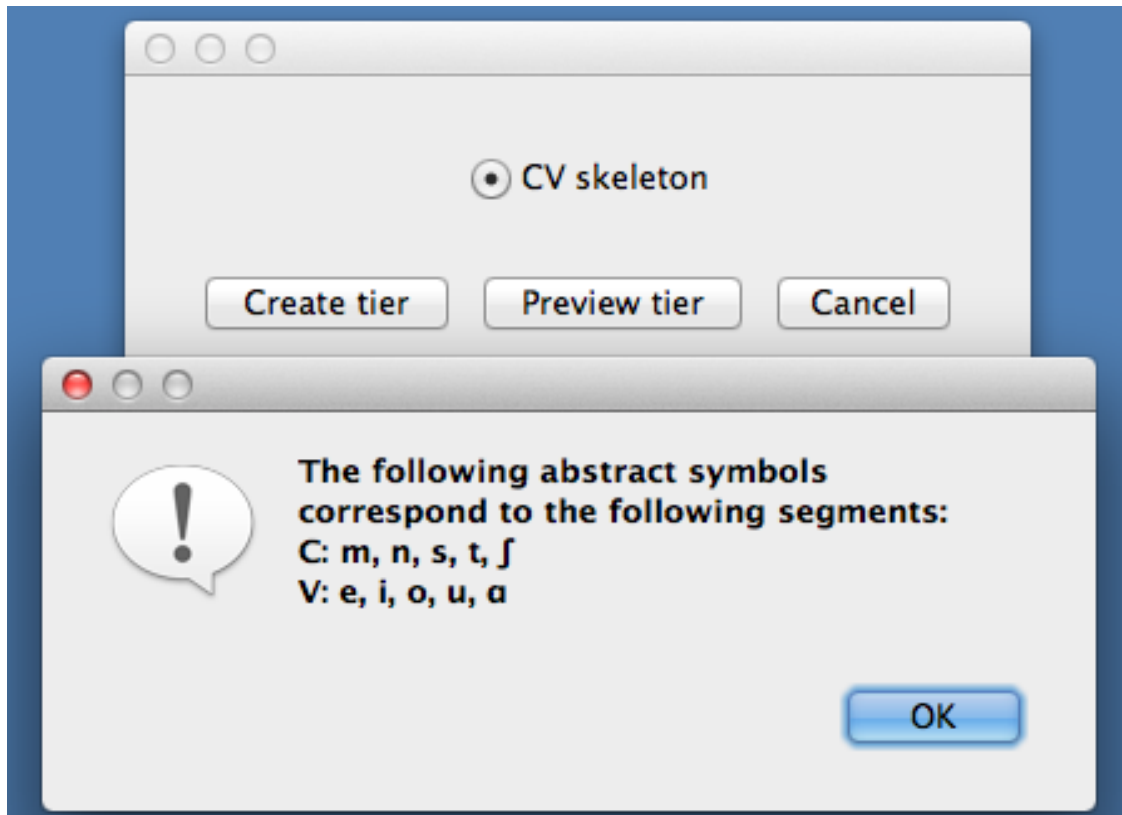 CV skeleton
Create tier Preview tier Cancel
The following abstract symbols
correspond to the following segments:
C: m, n, s, t, ʃ
V: e, i, o, u, ɑ
OK